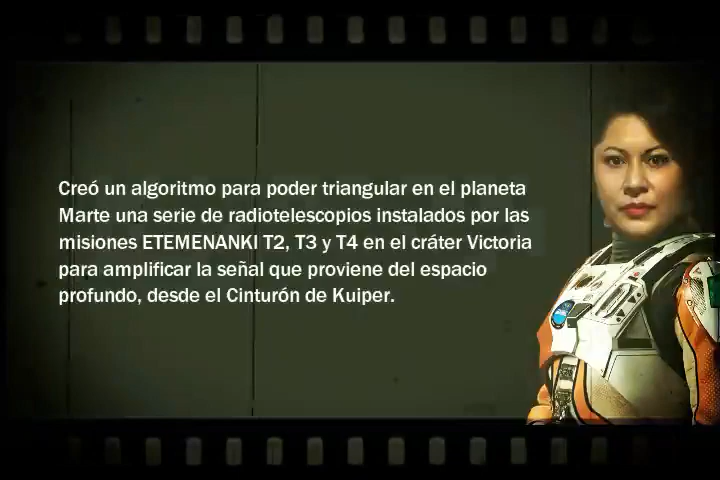 Creó un algoritmo para poder triangular en el planeta
Marte una serie de radiotelescopios instalados por las
misiones ETEMENANKI T2, T3 y T4 en el cráter Victoria
para amplificar la señal que proviene del espacio
profundo, desde el Cinturón de Kuiper.